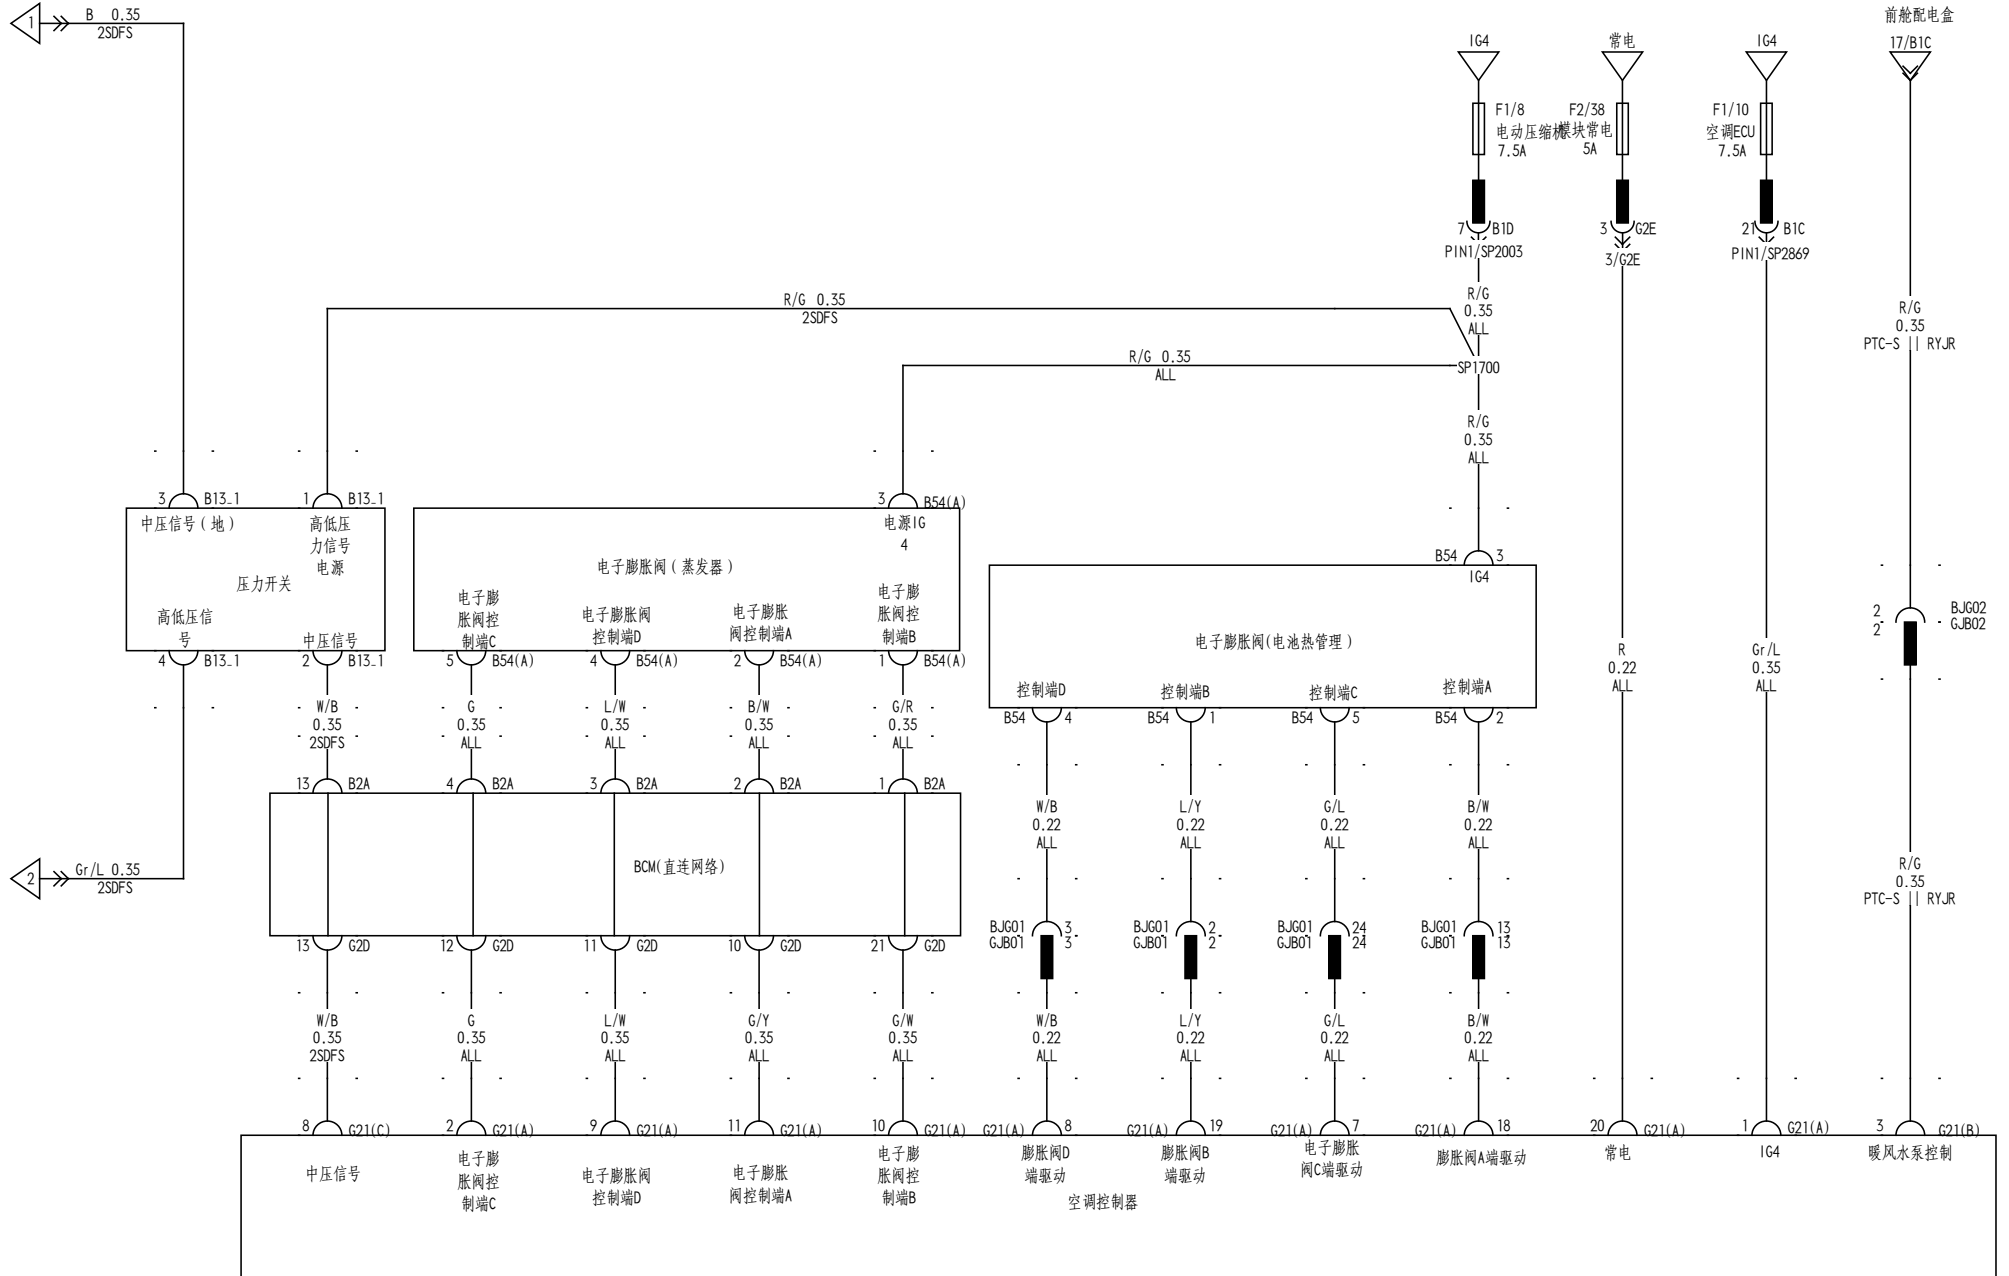 1
B 0.35
2SDFS
前舱配电盒
IG4
常电
IG4
17/B1C
F1/8
电动压缩机
7.5A
F2/38
模块常电
5A
F1/10
空调ECU
7.5A
7 B1D
PIN1/SP2003
3 G2E
3/G2E
21 B1C
PIN1/SP2869
R/G 0.35
2SDFS
R/G
0.35
ALL
R/G
0.35
PTC-S || RYJR
R/G 0.35
ALL
SP1700
R/G
0.35
ALL
3 B13_1
1 B13_1
3 B54(A)
中压信号(地)
高低压
力信号
电源
压力开关
高低压信
号
中压信号
电源IG
4
电子膨胀阀(蒸发器)
电子膨
胀阀控
制端C
电子膨胀阀
控制端D
电子膨胀
阀控制端A
电子膨
胀阀控
制端B
B54 3
IG4
电子膨胀阀(电池热管理)
控制端D
控制端B
控制端C
控制端A
2 BJG02
2 GJB02
4 B13_1
2 B13_1
5 B54(A)
4 B54(A)
2 B54(A)
1 B54(A)
R
0.22
ALL
Gr/L
0.35
ALL
B54 4
B54 1
B54 5
B54 2
W/B
0.35
2SDFS
G
0.35
ALL
L/W
0.35
ALL
B/W
0.35
ALL
G/R
0.35
ALL
13 B2A
4 B2A
3 B2A
2 B2A
1 B2A
W/B
0.22
ALL
L/Y
0.22
ALL
G/L
0.22
ALL
B/W
0.22
ALL
2
Gr/L 0.35
2SDFS
BCM(直连网络)
R/G
0.35
PTC-S || RYJR
BJG01 3
GJB01 3
BJG01 2
GJB01 2
BJG01 24
GJB01 24
BJG01 13
GJB01 13
13 G2D
12 G2D
11 G2D
10 G2D
21 G2D
W/B
0.35
2SDFS
G
0.35
ALL
L/W
0.35
ALL
G/Y
0.35
ALL
G/W
0.35
ALL
W/B
0.22
ALL
L/Y
0.22
ALL
G/L
0.22
ALL
B/W
0.22
ALL
8 G21(C)
2 G21(A)
9 G21(A)
11 G21(A)
10 G21(A)
G21(A) 8
G21(A) 19
G21(A) 7
G21(A) 18
20 G21(A)
1 G21(A)
3 G21(B)
中压信号
电子膨
胀阀控
制端C
电子膨胀阀
控制端D
电子膨胀
阀控制端A
电子膨
胀阀控
制端B
膨胀阀D
端驱动
膨胀阀B
端驱动
电子膨胀
阀C端驱动
膨胀阀A端驱动
常电
IG4
暖风水泵控制
空调控制器